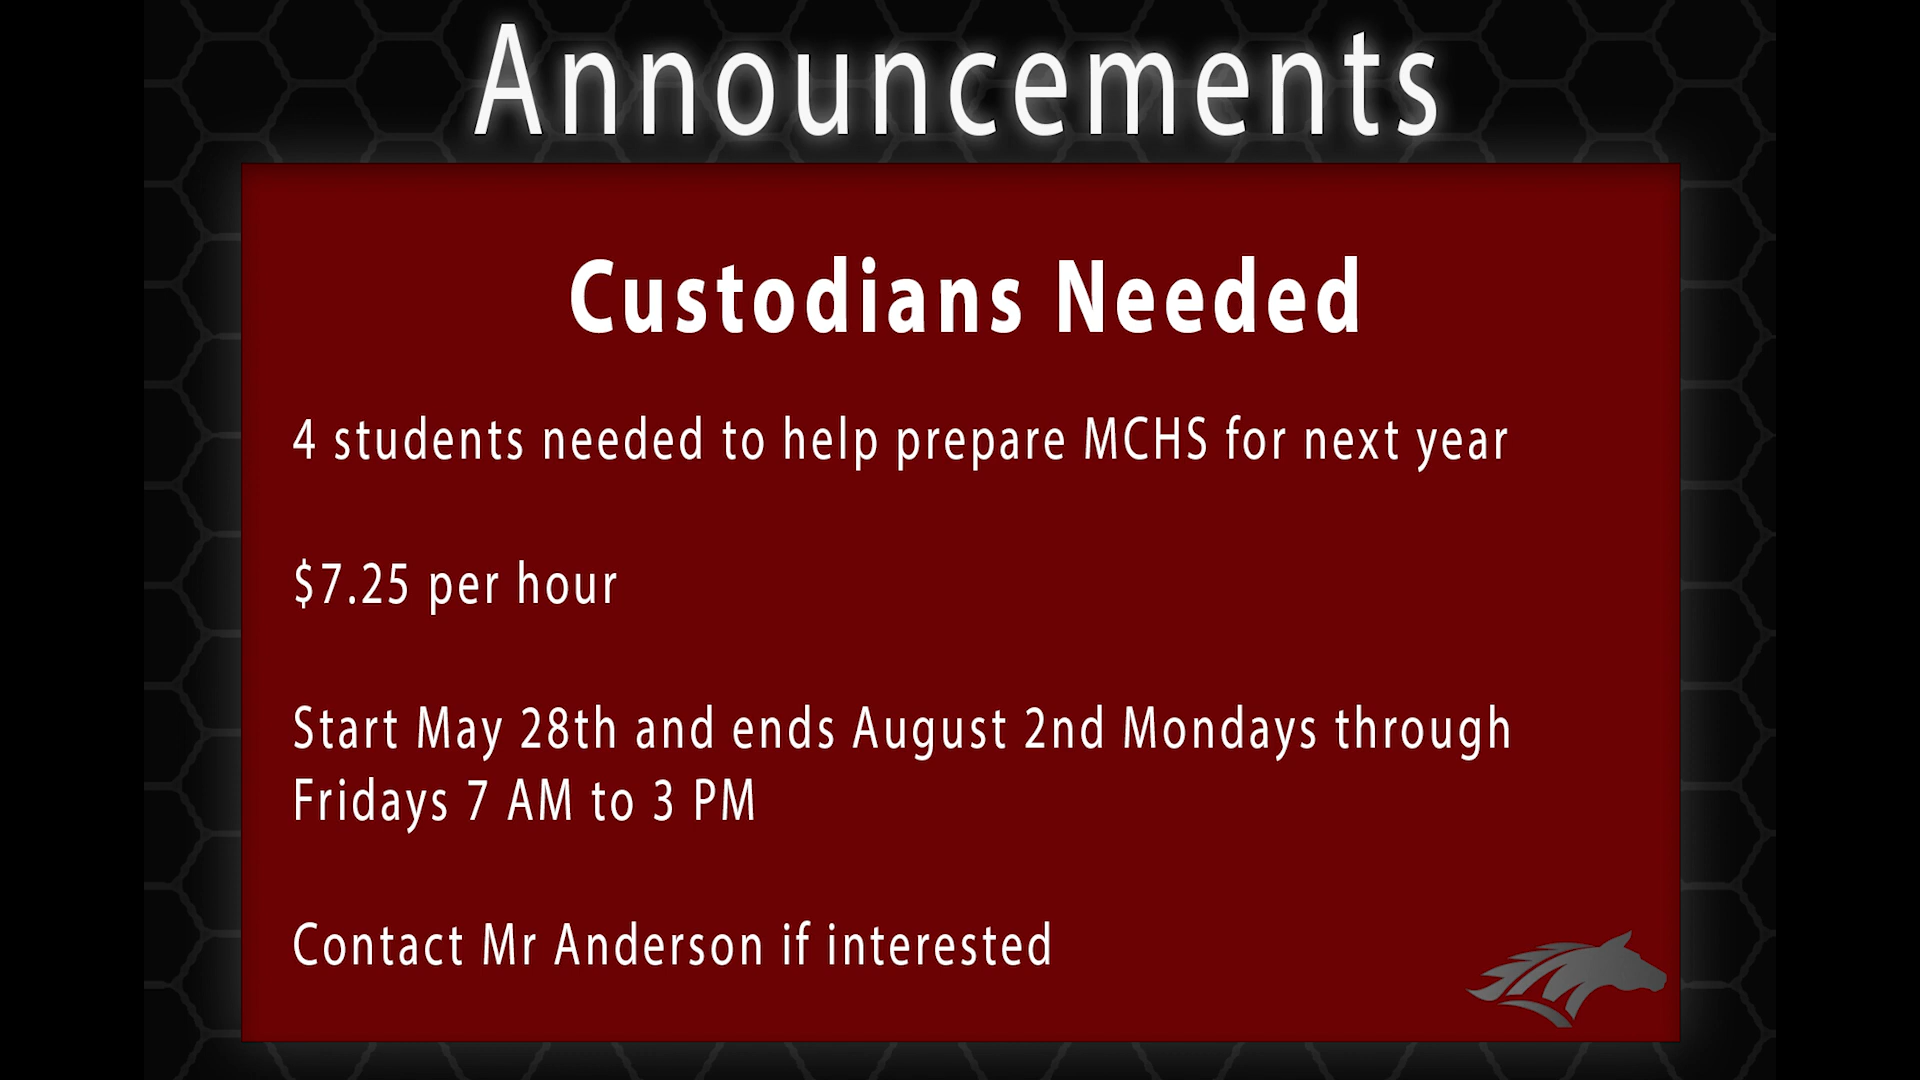 Announcements
Custodians Needed
4 students needed to help prepare MCHS for next year
$7.25 per hour
Start May 28th and ends August 2nd Mondays through
Fridays 7 AM to 3 PM
Contact Mr Anderson if interested